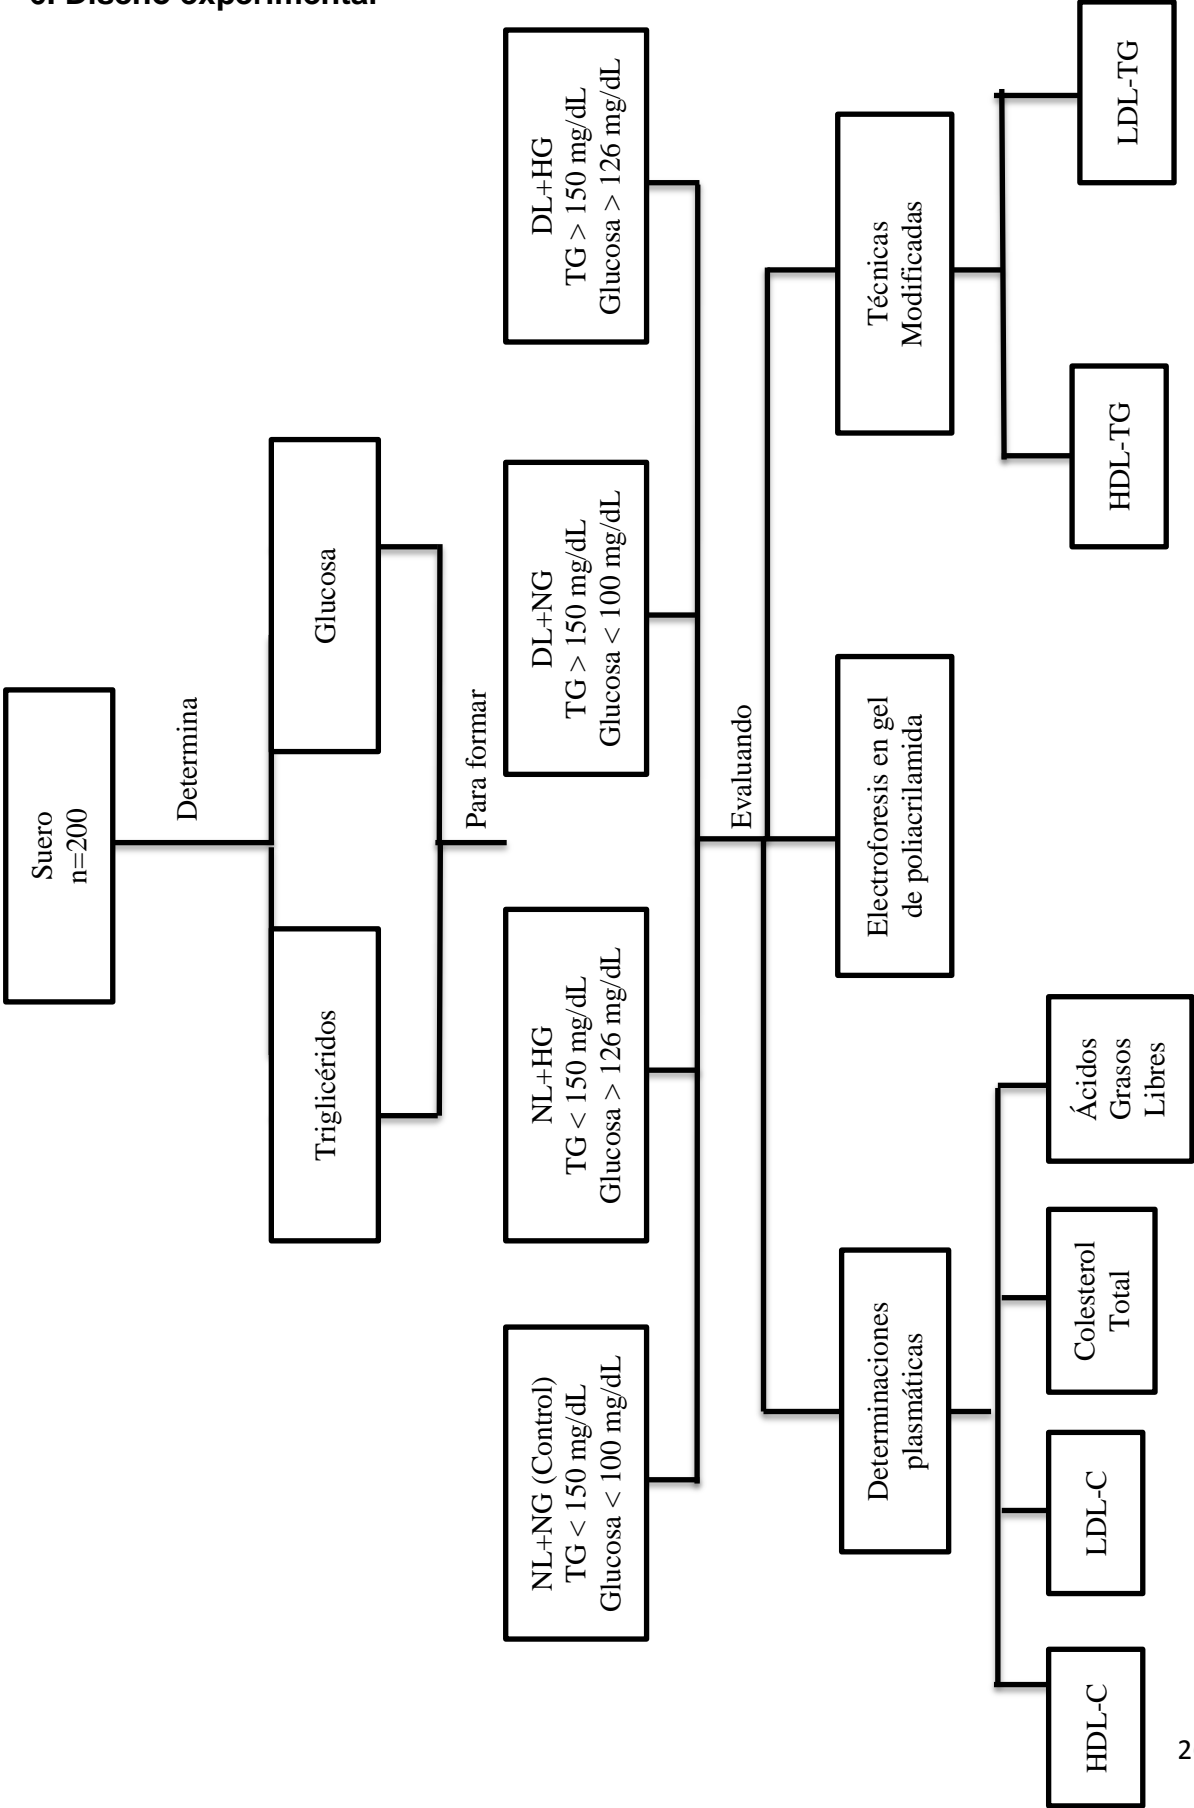 Diseño experimental
Suero
n=200
Determina
Triglicéridos
Glucosa
Para formar
NL+NG (Control)
TG < 150 mg/dL
Glucosa < 100 mg/dL
NL+HG
TG < 150 mg/dL
Glucosa > 126 mg/dL
DL+NG
TG > 150 mg/dL
Glucosa < 100 mg/dL
DL+HG
TG > 150 mg/dL
Glucosa > 126 mg/dL
Evaluando
Determinaciones
plasmáticas
Electroforesis en gel
de poliacrilamida
Técnicas
Modificadas
HDL-C
LDL-C
Colesterol
Total
Ácidos
Grasos
Libres
HDL-TG
LDL-TG
2